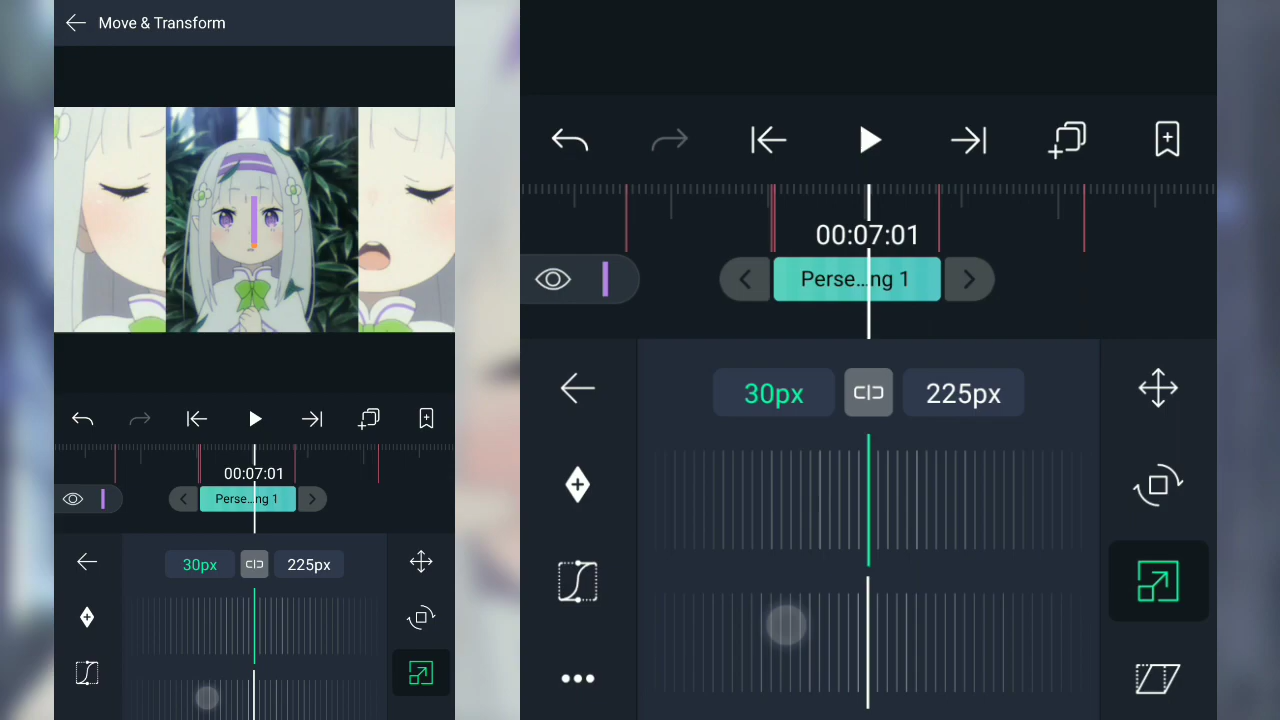 Move & Transform
00:07:01
Perse...ng 1
30px
225px
00:07:01
Perse...ng 1
30px
225px